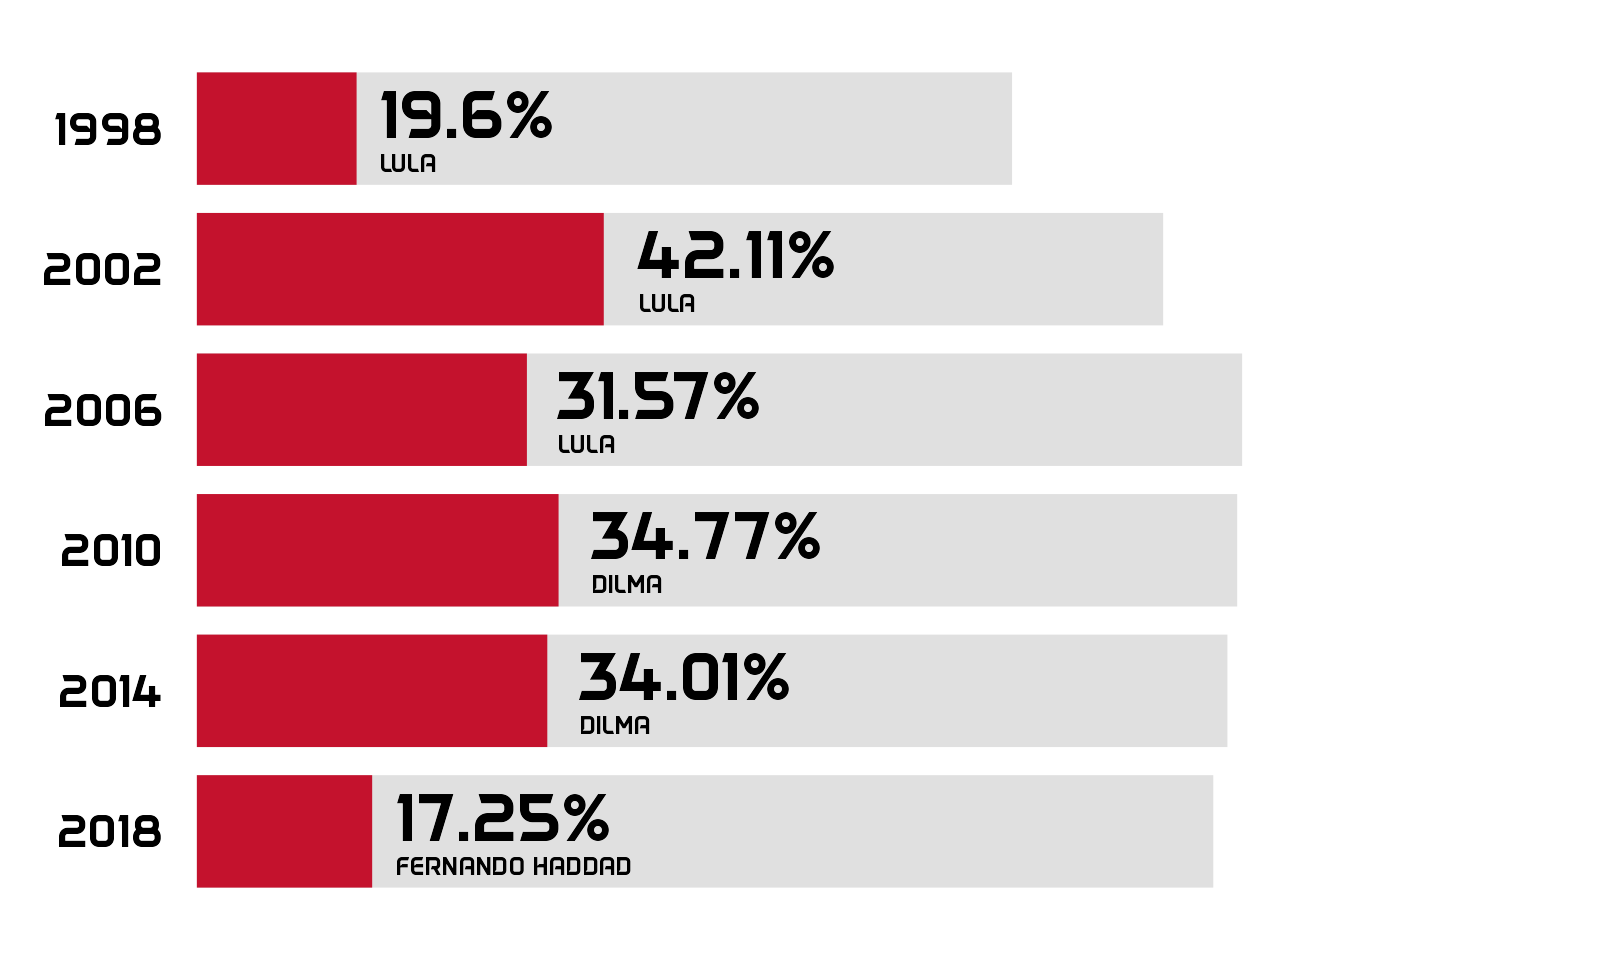 1998
19.6%
LULA
2002
42.11%
LULA
2006
31.57%
LULA
2010
34.77%
DILMA
2014
34.01%
DILMA
2018
17.25%
FERNANDO HADDAD